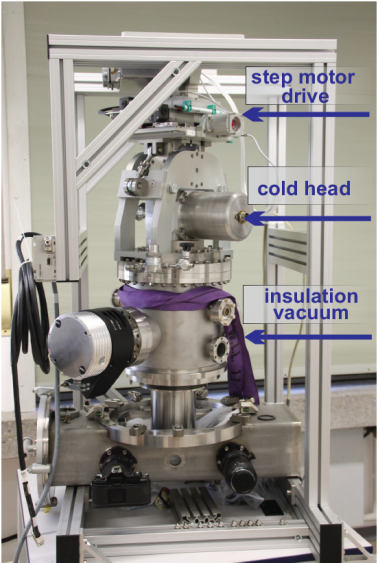 step motor
drive
cold head
insulation
vacuum